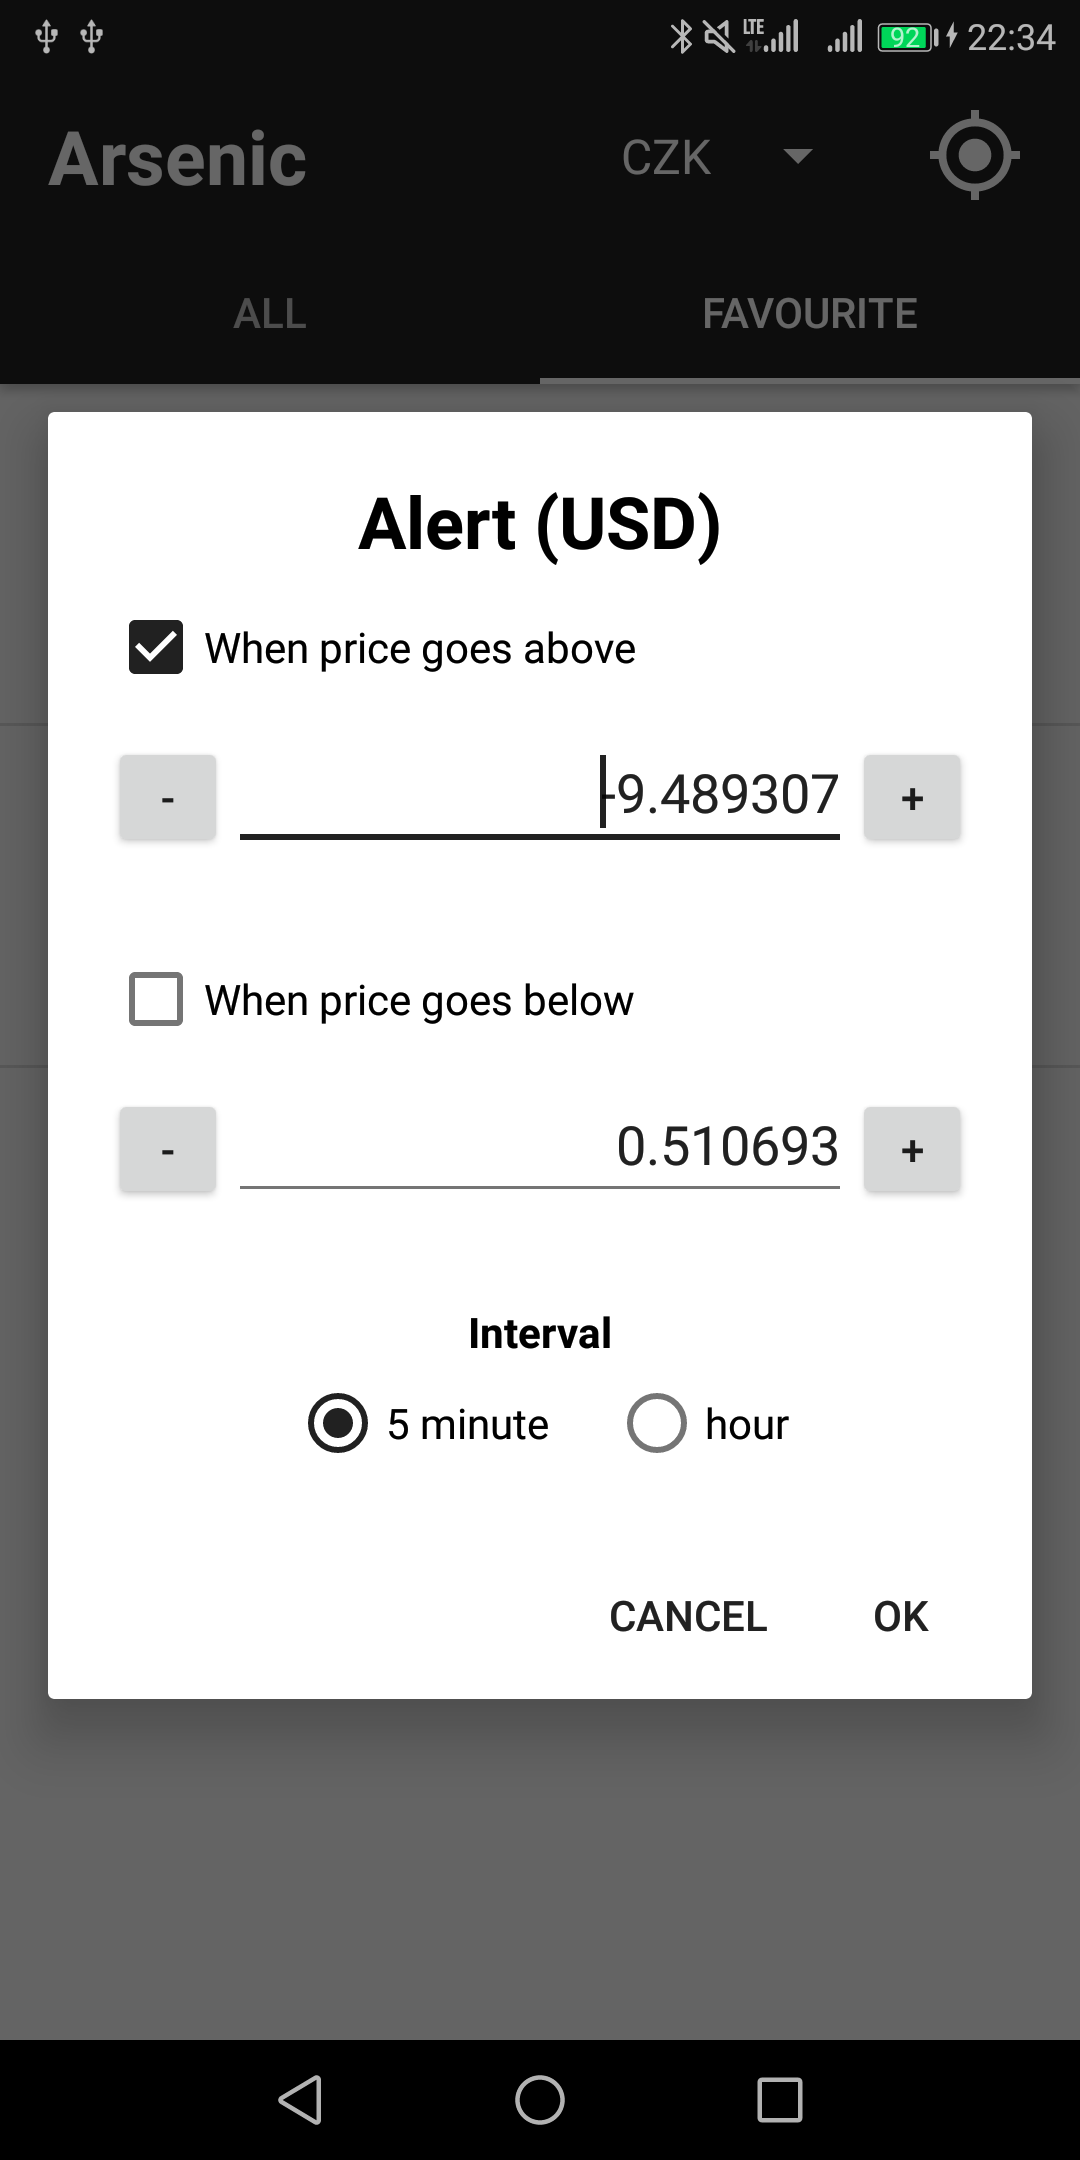 LTE 92 22:34
Arsenic CZK
ALL FAVOURITE
Alert (USD)
When price goes above
- -9.489307 +
When price goes below
- 0.510693 +
Interval
5 minute hour
CANCEL OK